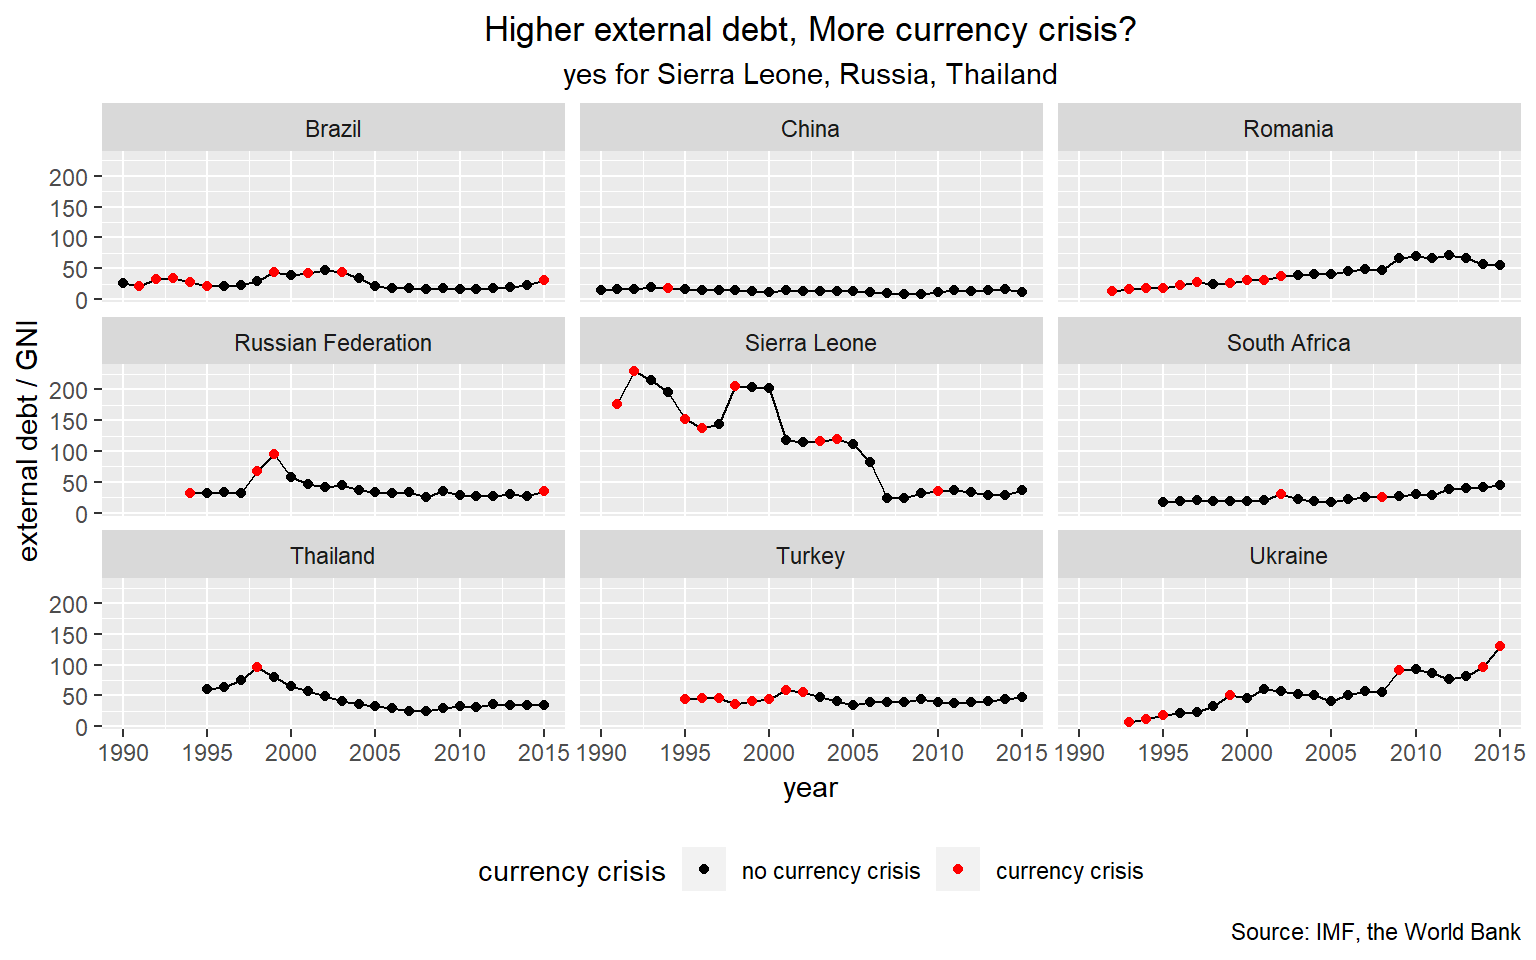 Higher external debt, More currency crisis?
yes for Sierra Leone, Russia, Thailand
Brazil China Romania
200
150
100
50
0
Russian Federation Sierra Leone South Africa
200
150
100
50
0
external debt / GNI
Thailand Turkey Ukraine
200
150
100
50
0
1990 1995 2000 2005 2010 2015 1990 1995 2000 2005 2010 2015 1990 1995 2000 2005 2010 2015
year
currency crisis no currency crisis currency crisis
Source: IMF, the World Bank